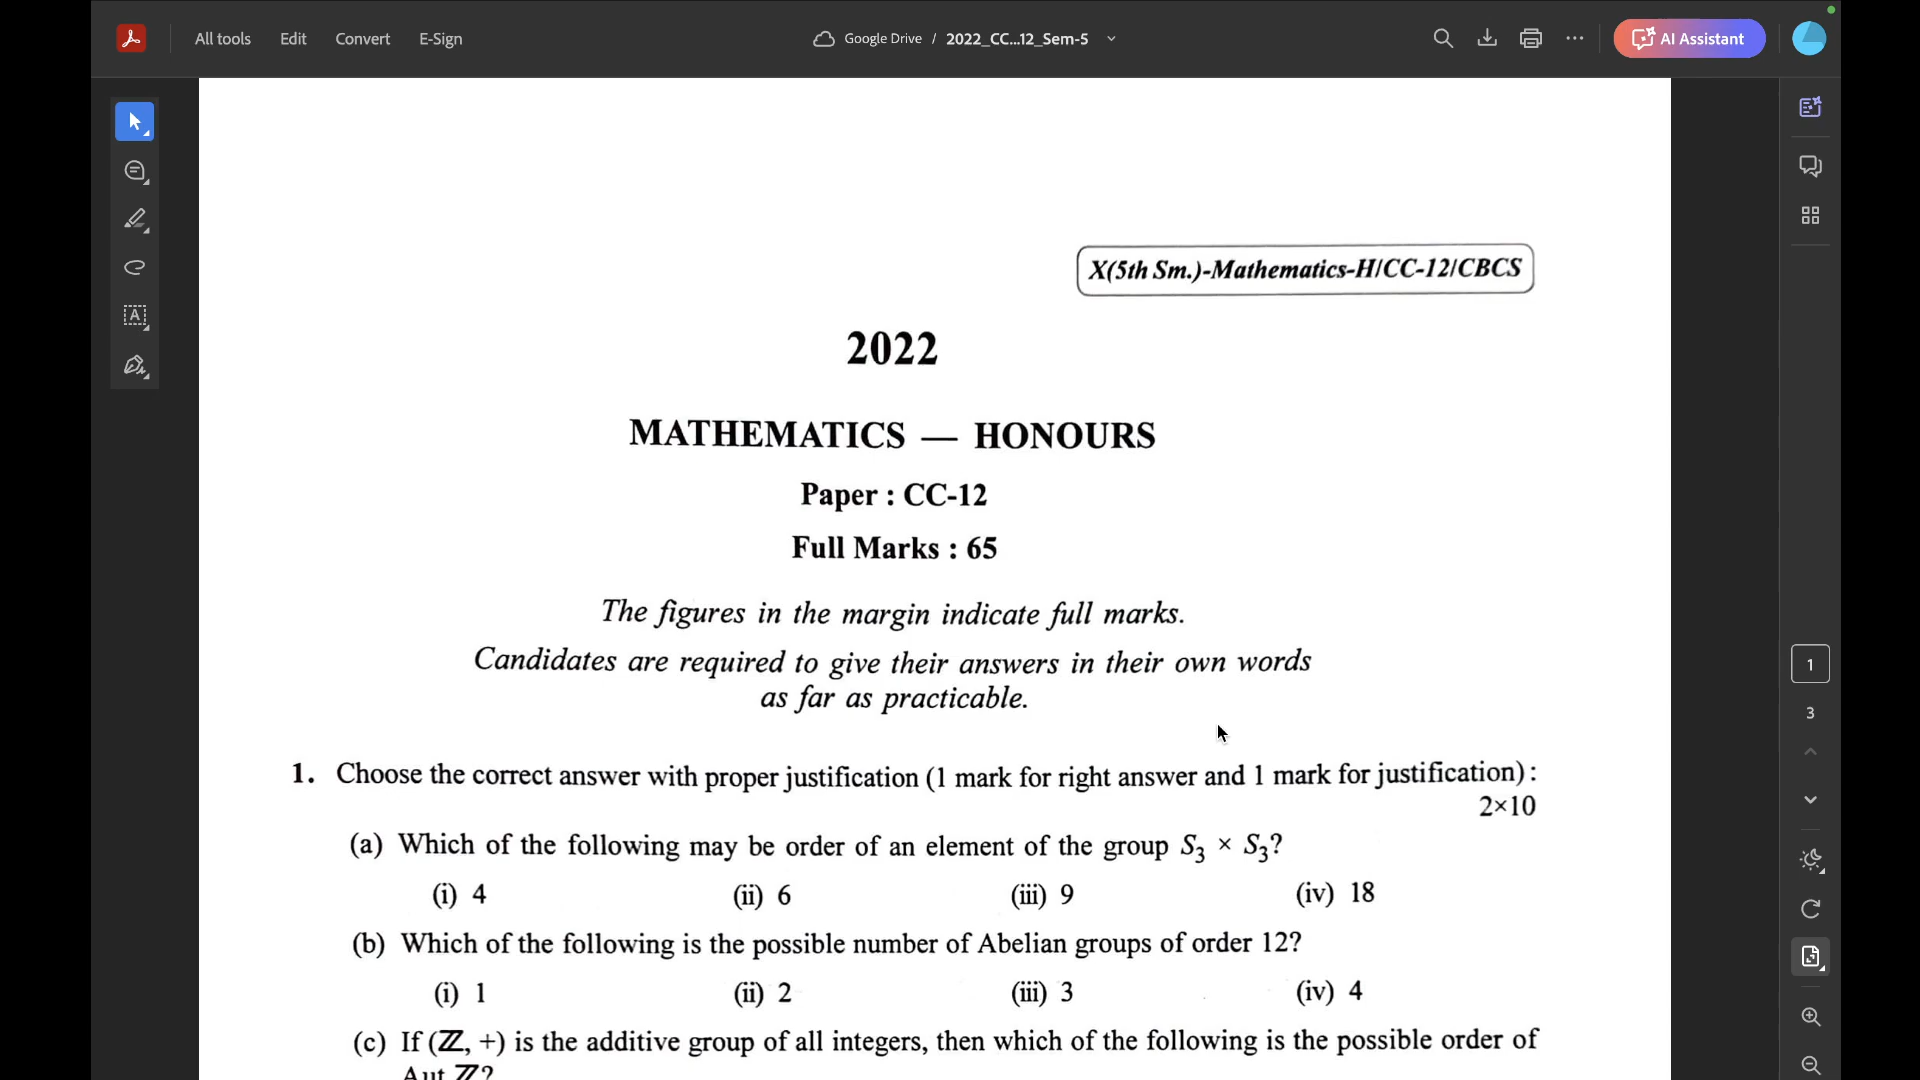 All tools Edit Convert E-Sign Google Drive / 2022_CC...12_Sem-5 AI Assistant
X(5th Sm.)-Mathematics-H/CC-12/CBCS
2022
MATHEMATICS — HONOURS
Paper : CC-12
Full Marks : 65
The figures in the margin indicate full marks.
Candidates are required to give their answers in their own words
as far as practicable.
1. Choose the correct answer with proper justification (1 mark for right answer and 1 mark for justification) :
2×10
(a) Which of the following may be order of an element of the group S₃ × S₃?
(i) 4 (ii) 6 (iii) 9 (iv) 18
(b) Which of the following is the possible number of Abelian groups of order 12?
(i) 1 (ii) 2 (iii) 3 (iv) 4
(c) If (ℤ, +) is the additive group of all integers, then which of the following is the possible order of
Aut ℤ?
1
3